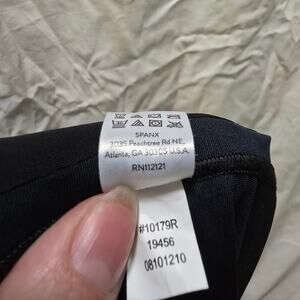 SPANX
3035 Peachtree Rd NE,
Atlanta, GA 30305 U.S.A.
RN112121
#10179R
19456
08101210